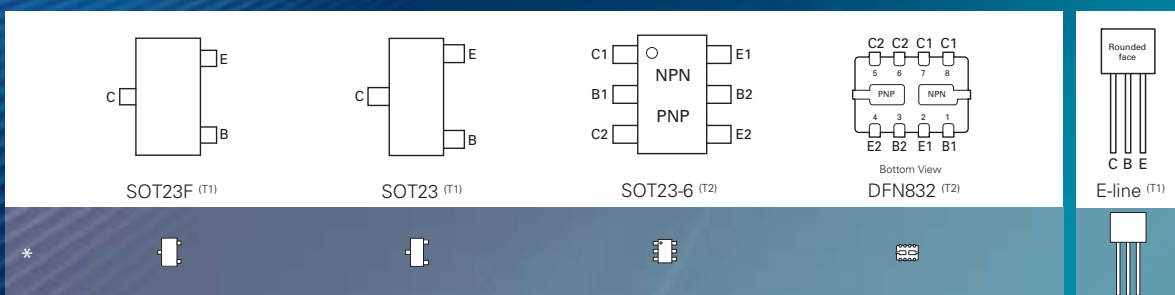 E
C
B
SOT23F (T1)
E
C
B
SOT23 (T1)
C1 E1
NPN
B1 B2
PNP
C2 E2
SOT23-6 (T2)
C2 C2 C1 C1
5 6 7 8
PNP NPN
4 3 2 1
E2 B2 E1 B1
Bottom View
DFN832 (T2)
Rounded
face
C B E
E-line (T1)
*